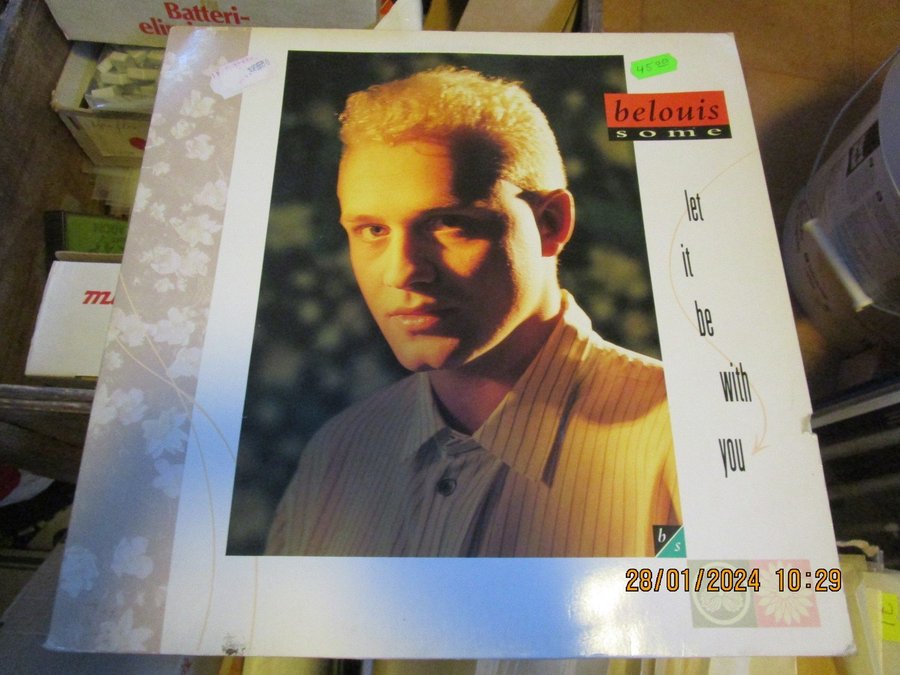 Batteri-
45 00
belouis
some
let
it
be
with
you
b
s
28/01/2024 10:29